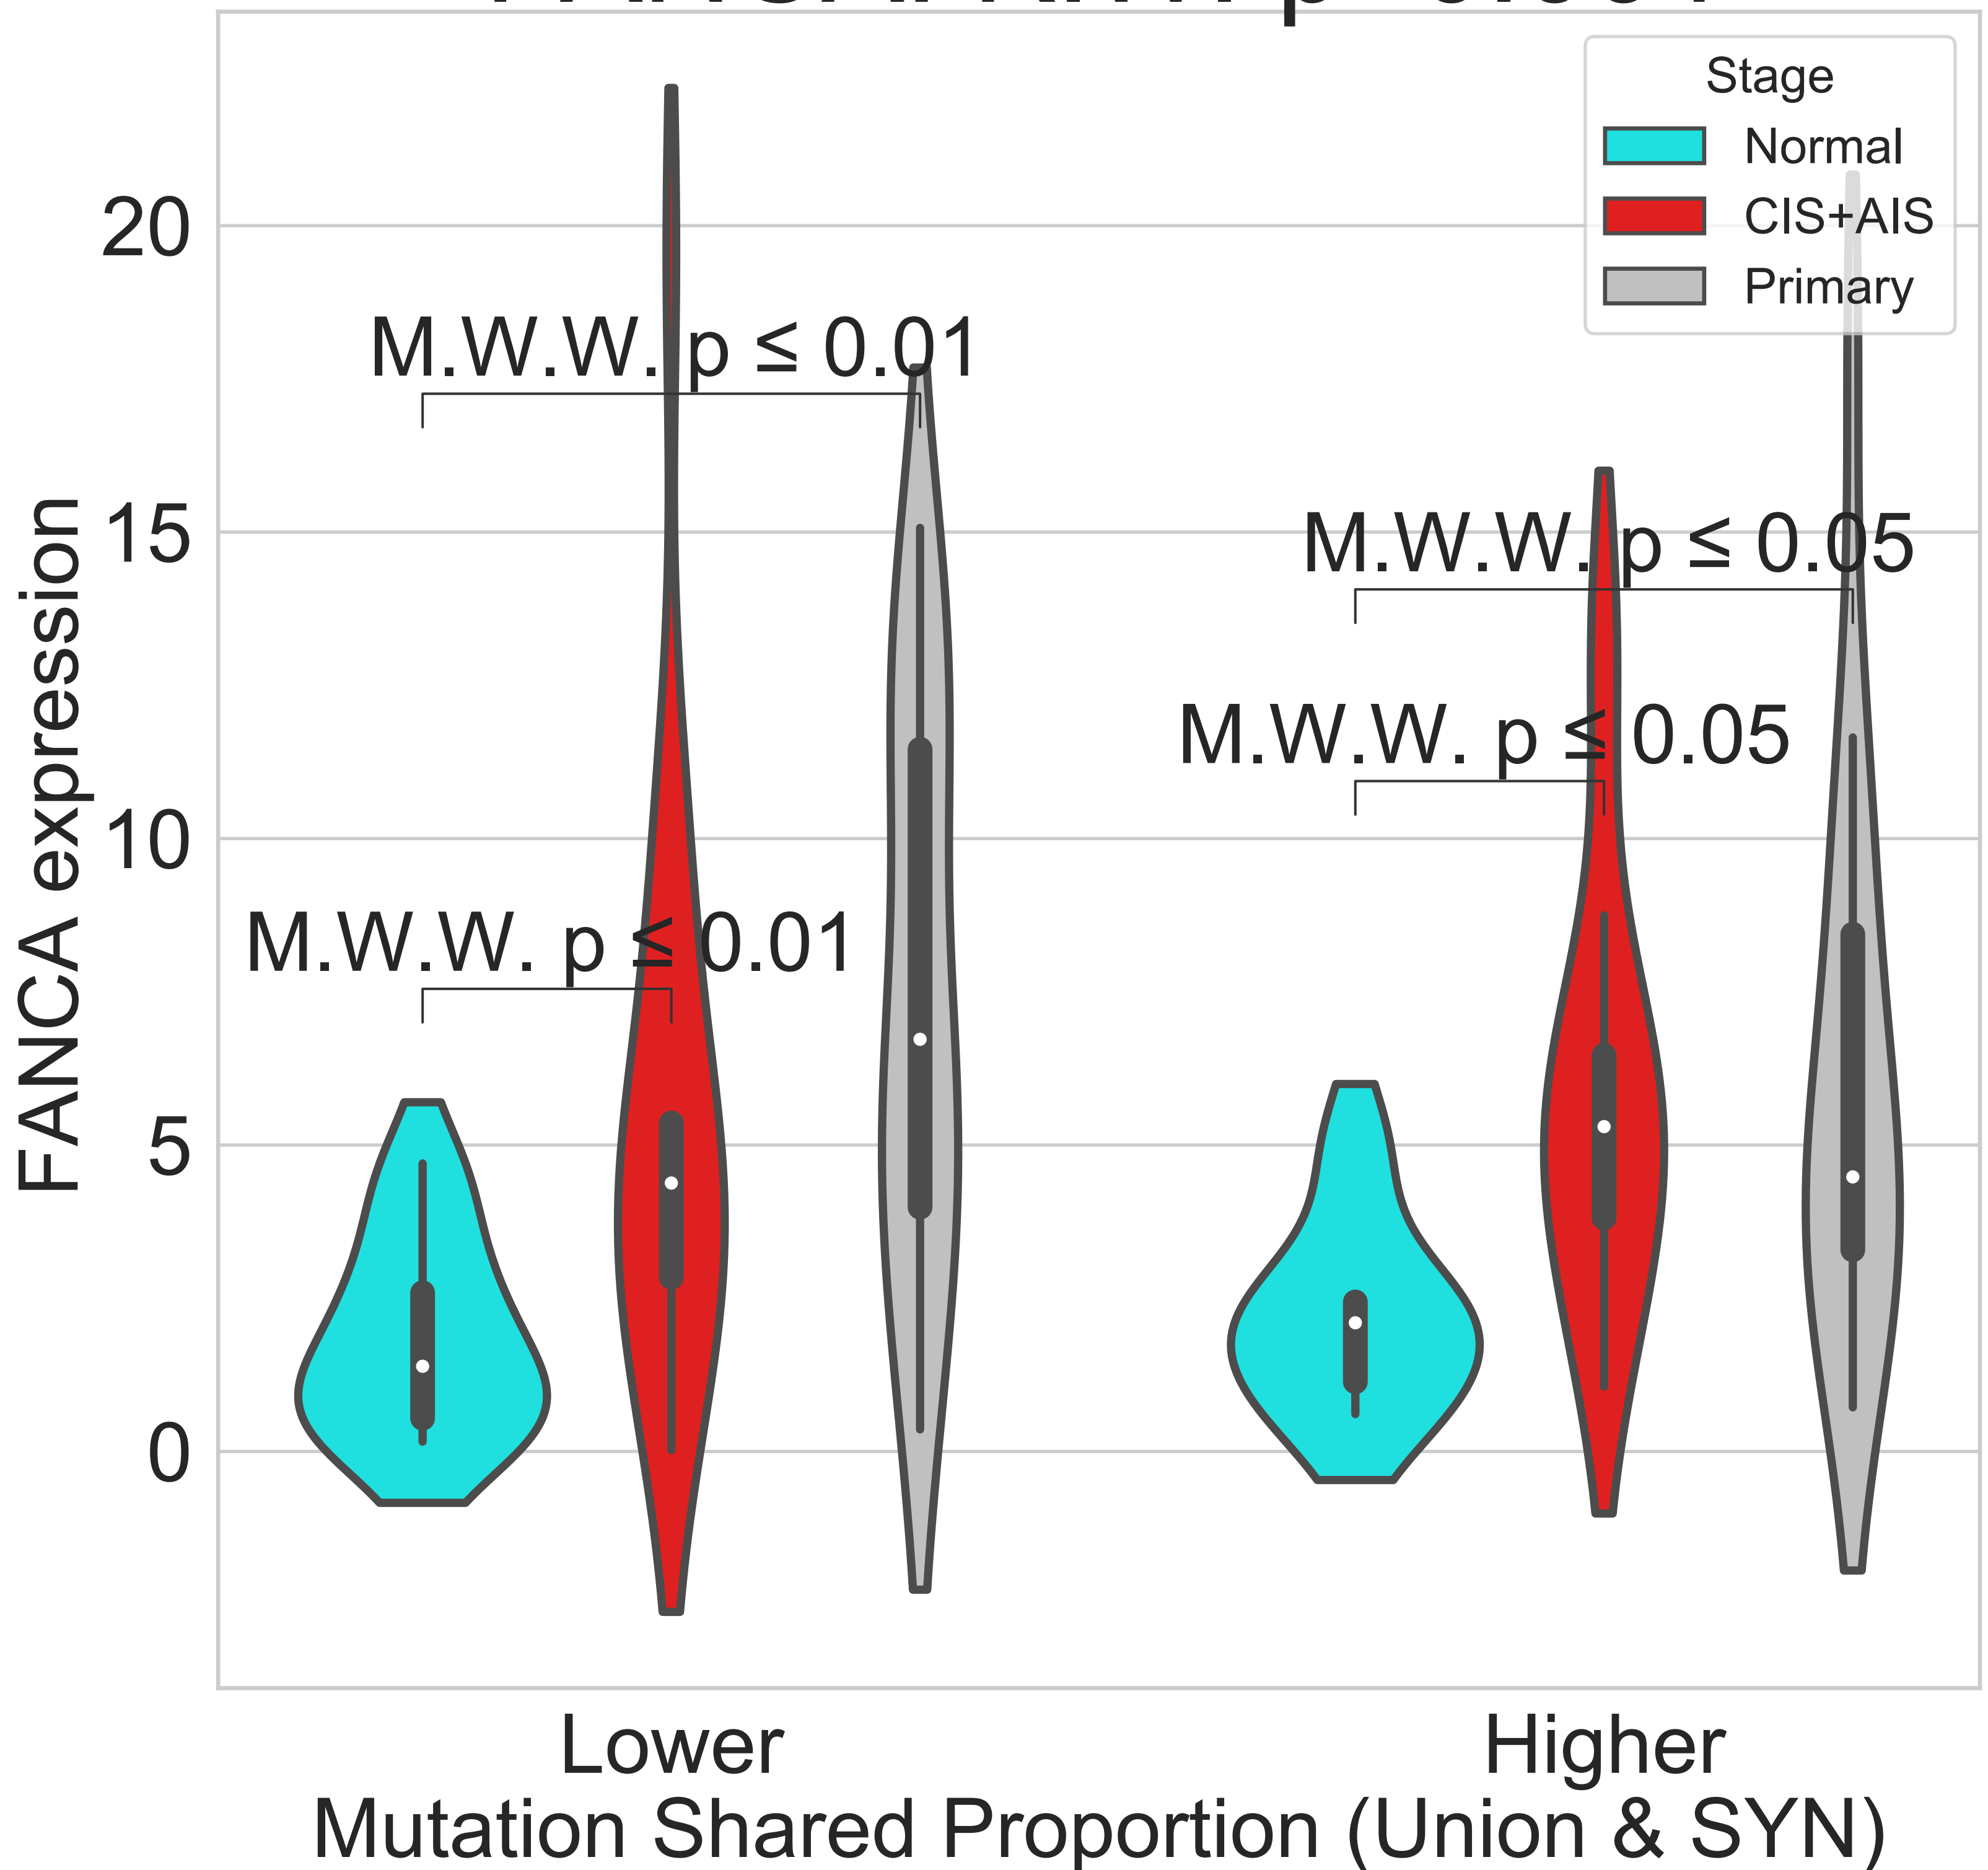 Stage
Normal
CIS+AIS
Primary
20
15
10
5
0
FANCA expression
M.W.W. p ≤ 0.01
M.W.W. p ≤ 0.05
M.W.W. p ≤ 0.05
M.W.W. p ≤ 0.01
Lower
Higher
Mutation Shared Proportion (Union & SYN)